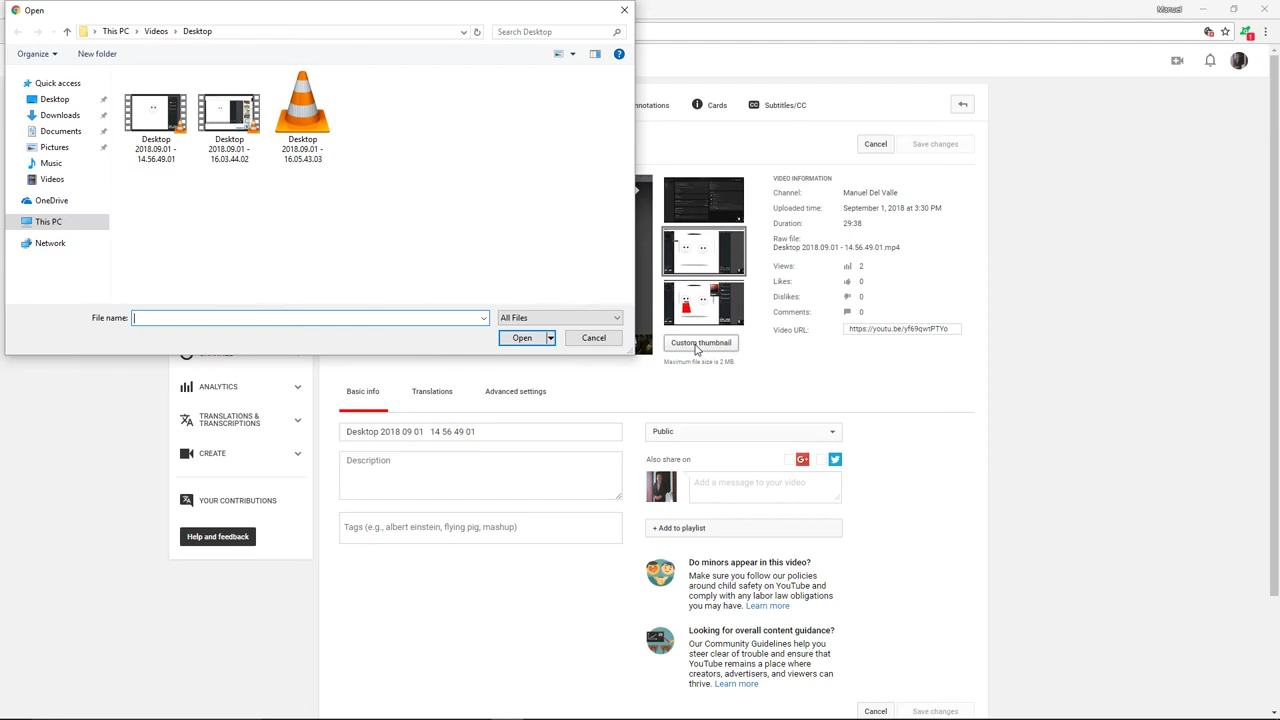 Open
Manuel
This PC > Videos > Desktop
Search Desktop
Organize
New folder
Quick access
Desktop
Downloads
Documents
Pictures
Music
Videos
OneDrive
This PC
Network
Desktop
2018.09.01 -
14.56.49.01
Desktop
2018.09.01 -
16.03.44.02
Desktop
2018.09.01 -
16.05.43.03
File name:
All Files
Open
Cancel
1
nnotations
Cards
CC Subtitles/CC
Cancel
Save changes
VIDEO INFORMATION
Channel: Manuel Del Valle
Uploaded time: September 1, 2018 at 3:30 PM
Duration: 29:38
Raw file:
Desktop 2018.09.01 - 14.56.49.01.mp4
Views: 2
Likes: 0
Dislikes: 0
Comments: 0
Video URL: https://youtu.be/yf69qwtPTYo
Custom thumbnail
Maximum file size is 2 MB.
ANALYTICS
TRANSLATIONS &
TRANSCRIPTIONS
CREATE
YOUR CONTRIBUTIONS
Help and feedback
Basic info
Translations
Advanced settings
Desktop 2018 09 01 14 56 49 01
Description
Tags (e.g., albert einstein, flying pig, mashup)
Public
Also share on
G+
Add a message to your video
+ Add to playlist
Do minors appear in this video?
Make sure you follow our policies
around child safety on YouTube and
comply with any labor law obligations
you may have. Learn more
Looking for overall content guidance?
Our Community Guidelines help you
steer clear of trouble and ensure that
YouTube remains a place where
creators, advertisers, and viewers can
thrive. Learn more
Cancel
Save changes